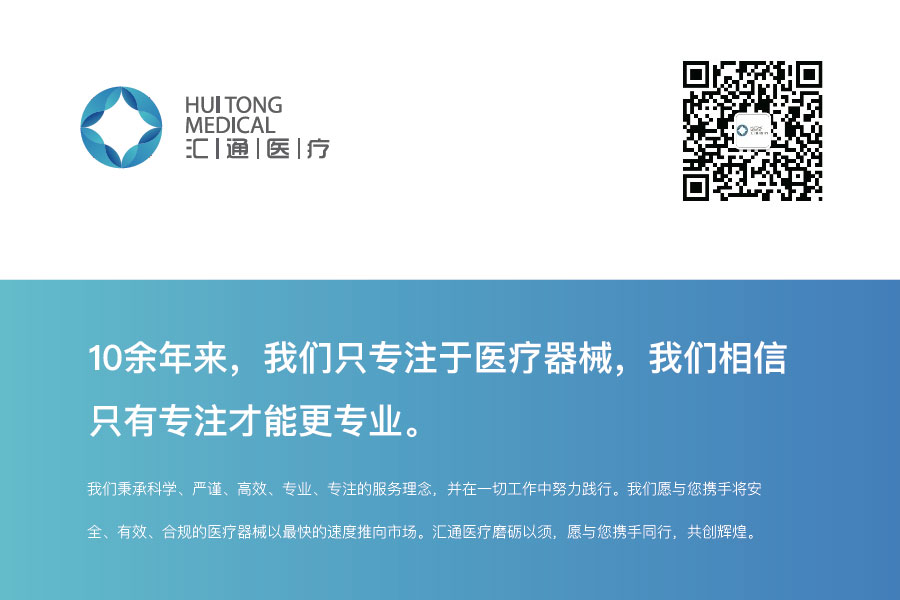 HUITONG
MEDICAL
汇|通|医|疗
10余年来，我们只专注于医疗器械，我们相信
只有专注才能更专业。
我们秉承科学、严谨、高效、专业、专注的服务理念，并在一切工作中努力践行。我们愿与您携手将安
全、有效、合规的医疗器械以最快的速度推向市场。汇通医疗磨砺以须，愿与您携手同行，共创辉煌。